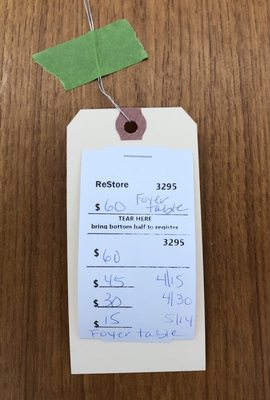 ReStore 3295
$ 60 Foyer table
TEAR HERE
bring bottom half to register
3295
$ 60
$ 45 4/15
$ 30 4/30
$ 15 5/14
Foyer table